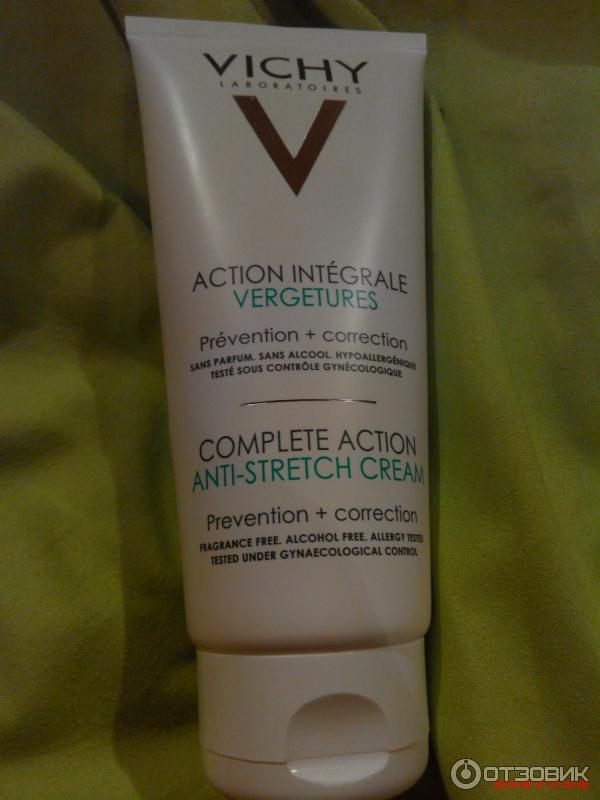 VICHY
LABORATOIRES
ACTION INTÉGRALE
VERGETURES
Prévention + correction
SANS PARFUM. SANS ALCOOL. HYPOALLERGÉNIQUE
TESTÉ SOUS CONTRÔLE GYNÉCOLOGIQUE
COMPLETE ACTION
ANTI-STRETCH CREAM
Prevention + correction
FRAGRANCE FREE. ALCOHOL FREE. ALLERGY TESTED
TESTED UNDER GYNAECOLOGICAL CONTROL
ОТЗОВИК